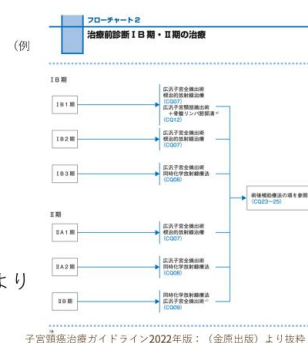 フローチャート2
治療前診断ⅠB期・Ⅱ期の治療
(例
ⅠB期
ⅠB1期
広汎子宮全摘出術
根治的放射線治療
(CQ07)
広汎子宮頸部摘出術
+骨盤リンパ節郭清
(CQ12)
ⅠB2期
広汎子宮全摘出術
根治的放射線治療
(CQ07)
ⅠB3期
広汎子宮全摘出術
同時化学放射線療法
(CQ08)
術後補助療法の項を参照
(CQ23~25)
Ⅱ期
ⅡA1期
広汎子宮全摘出術
根治的放射線治療
(CQ07)
より
ⅡA2期
広汎子宮全摘出術
同時化学放射線療法
(CQ08)
ⅡB期
同時化学放射線療法
広汎子宮全摘出術
(CQ09)
子宮頸癌治療ガイドライン2022年版:(金原出版)より抜粋